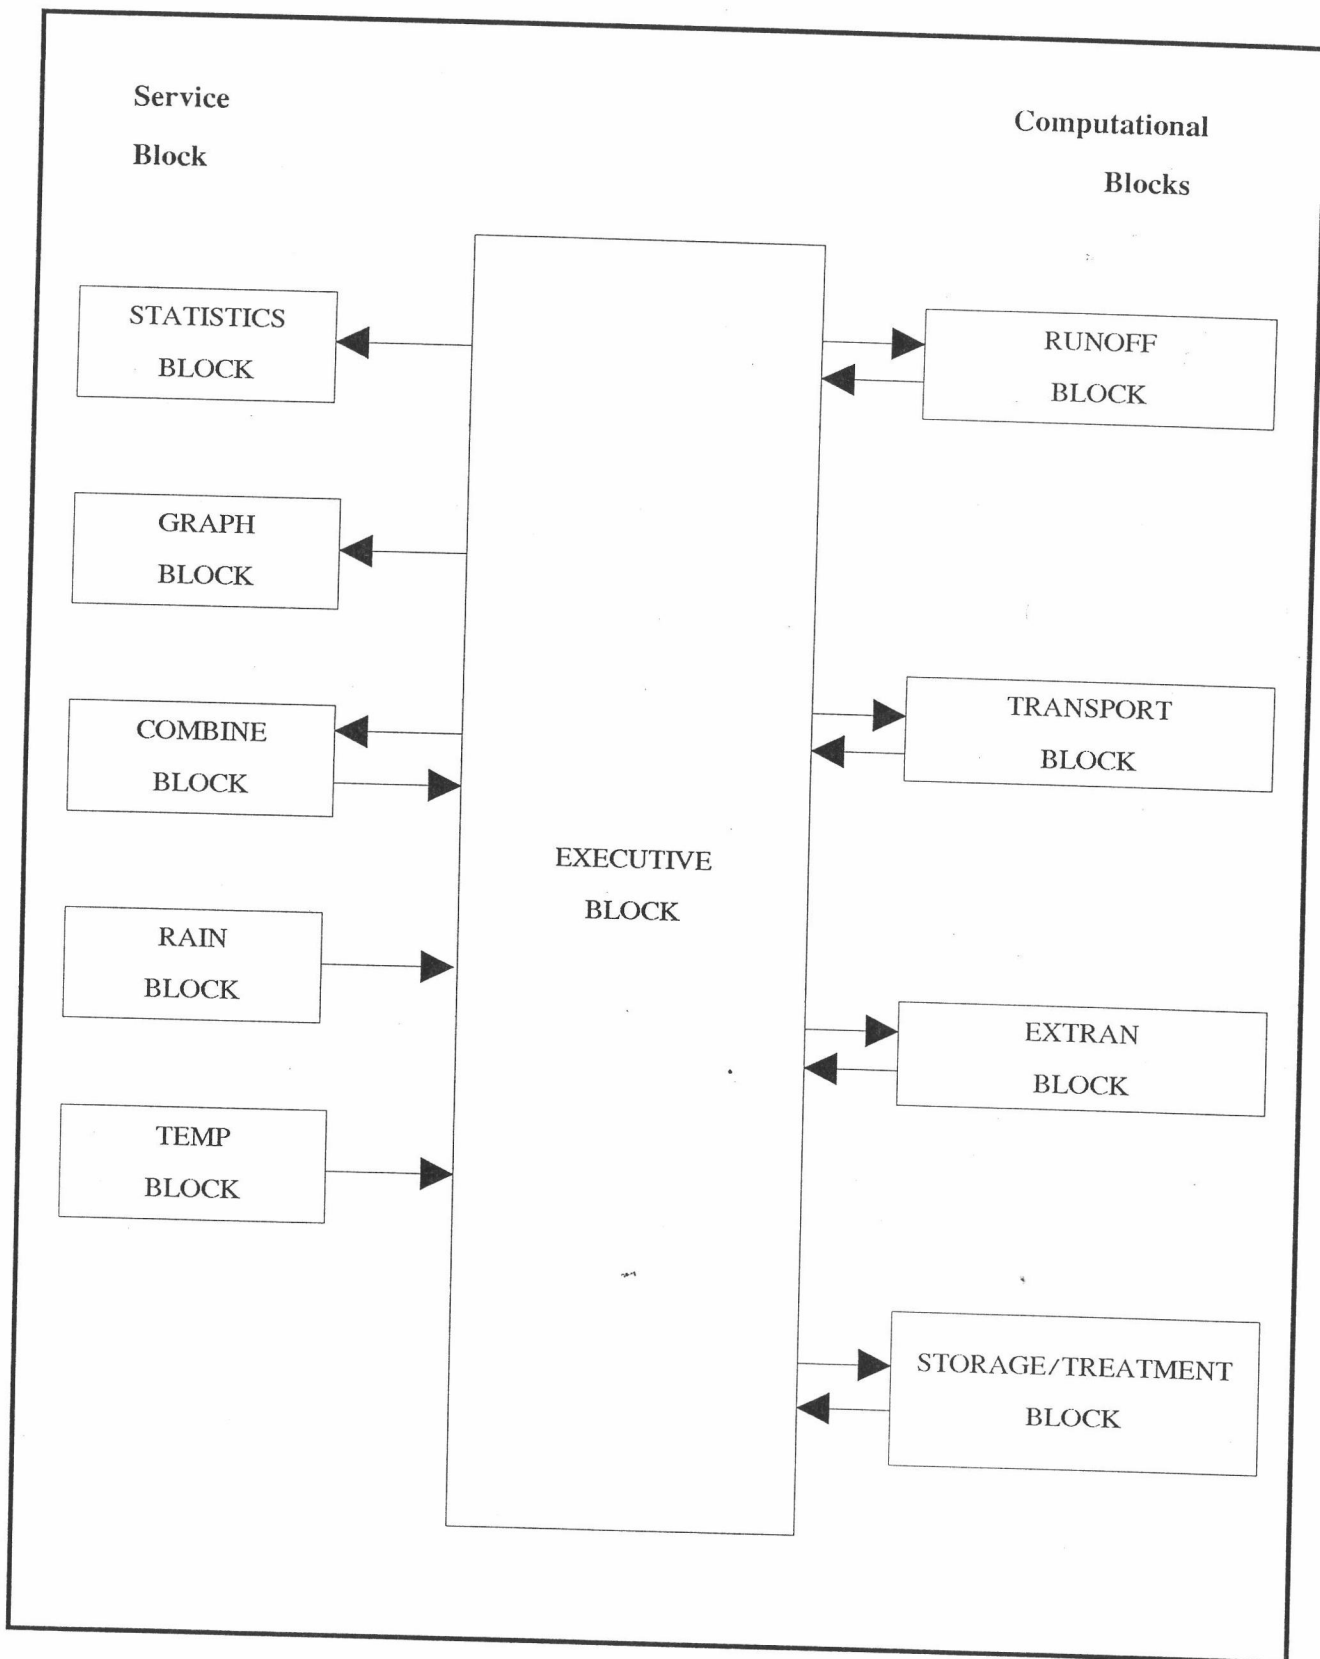 Service
Block
Computational
Blocks
STATISTICS
BLOCK
GRAPH
BLOCK
COMBINE
BLOCK
RAIN
BLOCK
TEMP
BLOCK
EXECUTIVE
BLOCK
RUNOFF
BLOCK
TRANSPORT
BLOCK
EXTRAN
BLOCK
STORAGE/TREATMENT
BLOCK